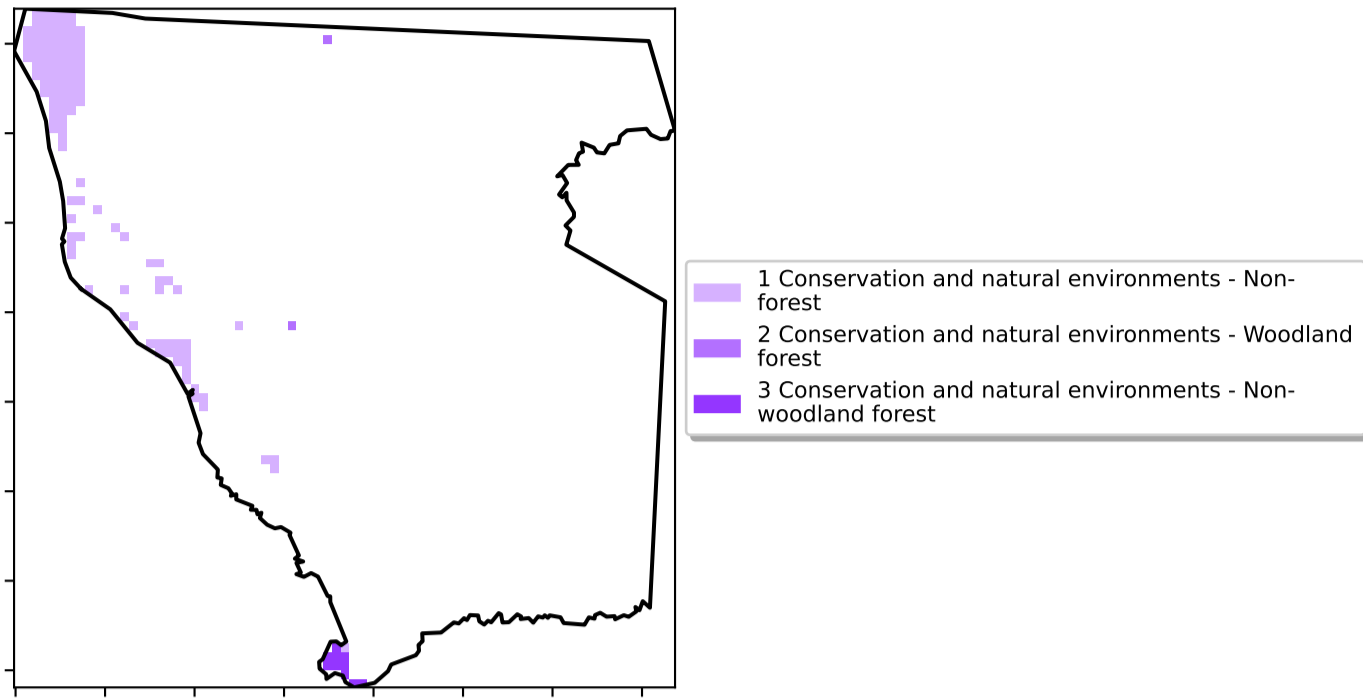 1 Conservation and natural environments - Non-
forest
2 Conservation and natural environments - Woodland
forest
3 Conservation and natural environments - Non-
woodland forest